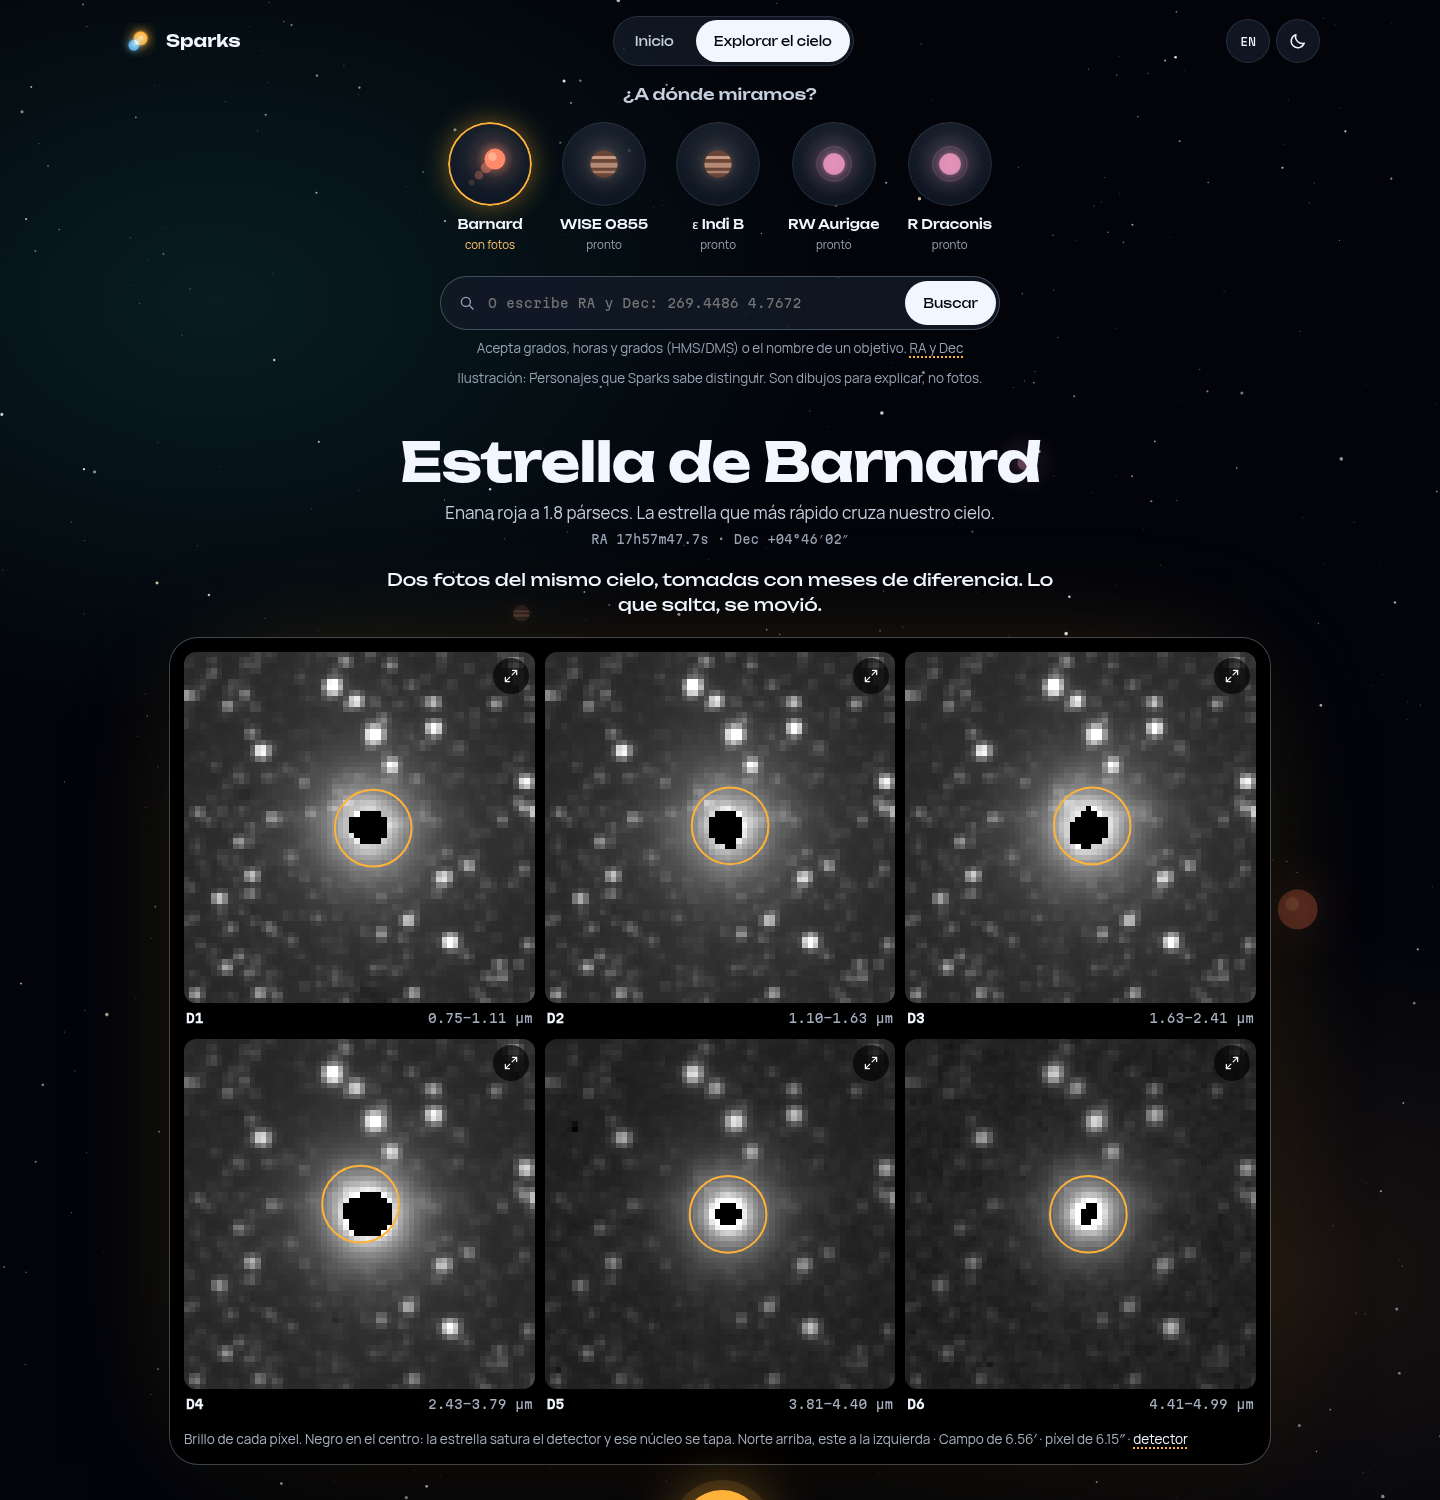 Sparks
Inicio
Explorar el cielo
EN
¿A dónde miramos?
Barnard
con fotos
WISE 0855
pronto
ε Indi B
pronto
RW Aurigae
pronto
R Draconis
pronto
O escribe RA y Dec: 269.4486 4.7672
Buscar
Acepta grados, horas y grados (HMS/DMS) o el nombre de un objetivo. RA y Dec
Ilustración: Personajes que Sparks sabe distinguir. Son dibujos para explicar, no fotos.
Estrella de Barnard
Enana roja a 1.8 pársecs. La estrella que más rápido cruza nuestro cielo.
RA 17h57m47.7s · Dec +04°46′02″
Dos fotos del mismo cielo, tomadas con meses de diferencia. Lo
que salta, se movió.
D1 0.75–1.11 µm
D2 1.10–1.63 µm
D3 1.63–2.41 µm
D4 2.43–3.79 µm
D5 3.81–4.40 µm
D6 4.41–4.99 µm
Brillo de cada píxel. Negro en el centro: la estrella satura el detector y ese núcleo se tapa. Norte arriba, este a la izquierda · Campo de 6.56′ · píxel de 6.15″ · detector